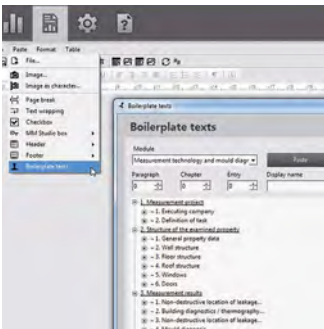 Paste Format Table
File...
Image...
Image as character...
Page break
Text wrapping
Checkbox
MM Studio box
Header
Footer
Boilerplate texts
Boilerplate texts
Boilerplate texts
Module
Measurement technology and mould diagr
Paste
Paragraph Chapter Entry Display name
0 0 0
1. Measurement project
1. Executing company
2. Definition of task
2. Structure of the examined property
1. General property data
2. Wall structure
3. Floor structure
4. Roof structure
5. Windows
6. Doors
3. Measurement results
1. Non-destructive location of leakage...
2. Building diagnostics / thermography...
3. Non-destructive location of leakage...